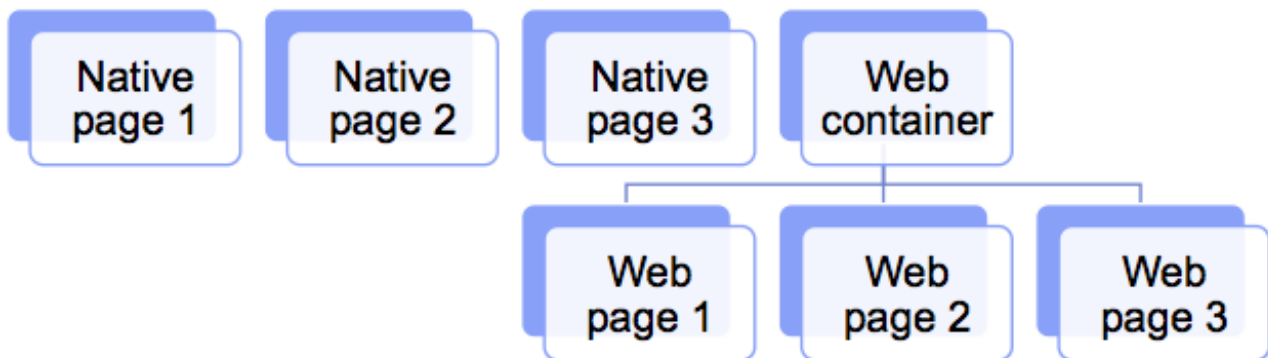 Native
page 1
Native
page 2
Native
page 3
Web
container
Web
page 1
Web
page 2
Web
page 3